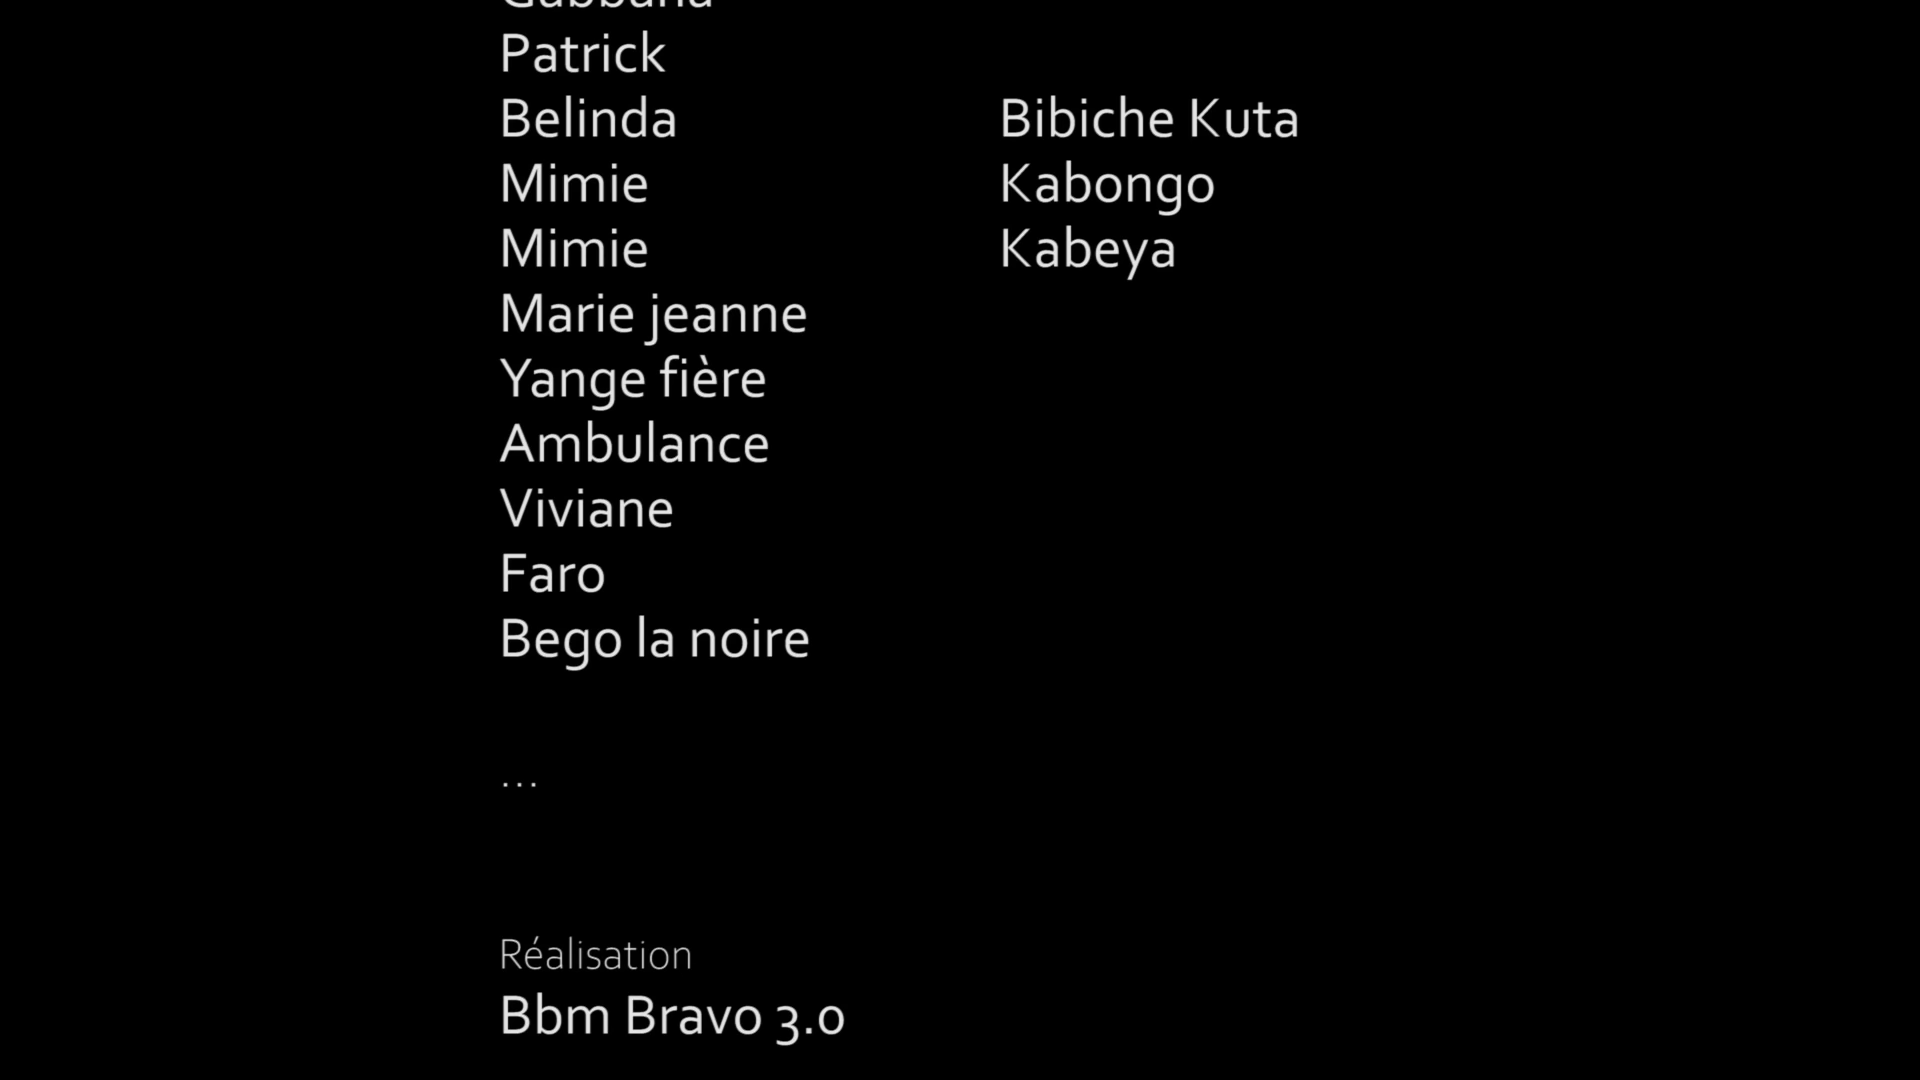 Patrick
Belinda Bibiche Kuta
Mimie Kabongo
Mimie Kabeya
Marie jeanne
Yange fière
Ambulance
Viviane
Faro
Bego la noire
...
Réalisation
Bbm Bravo 3.0